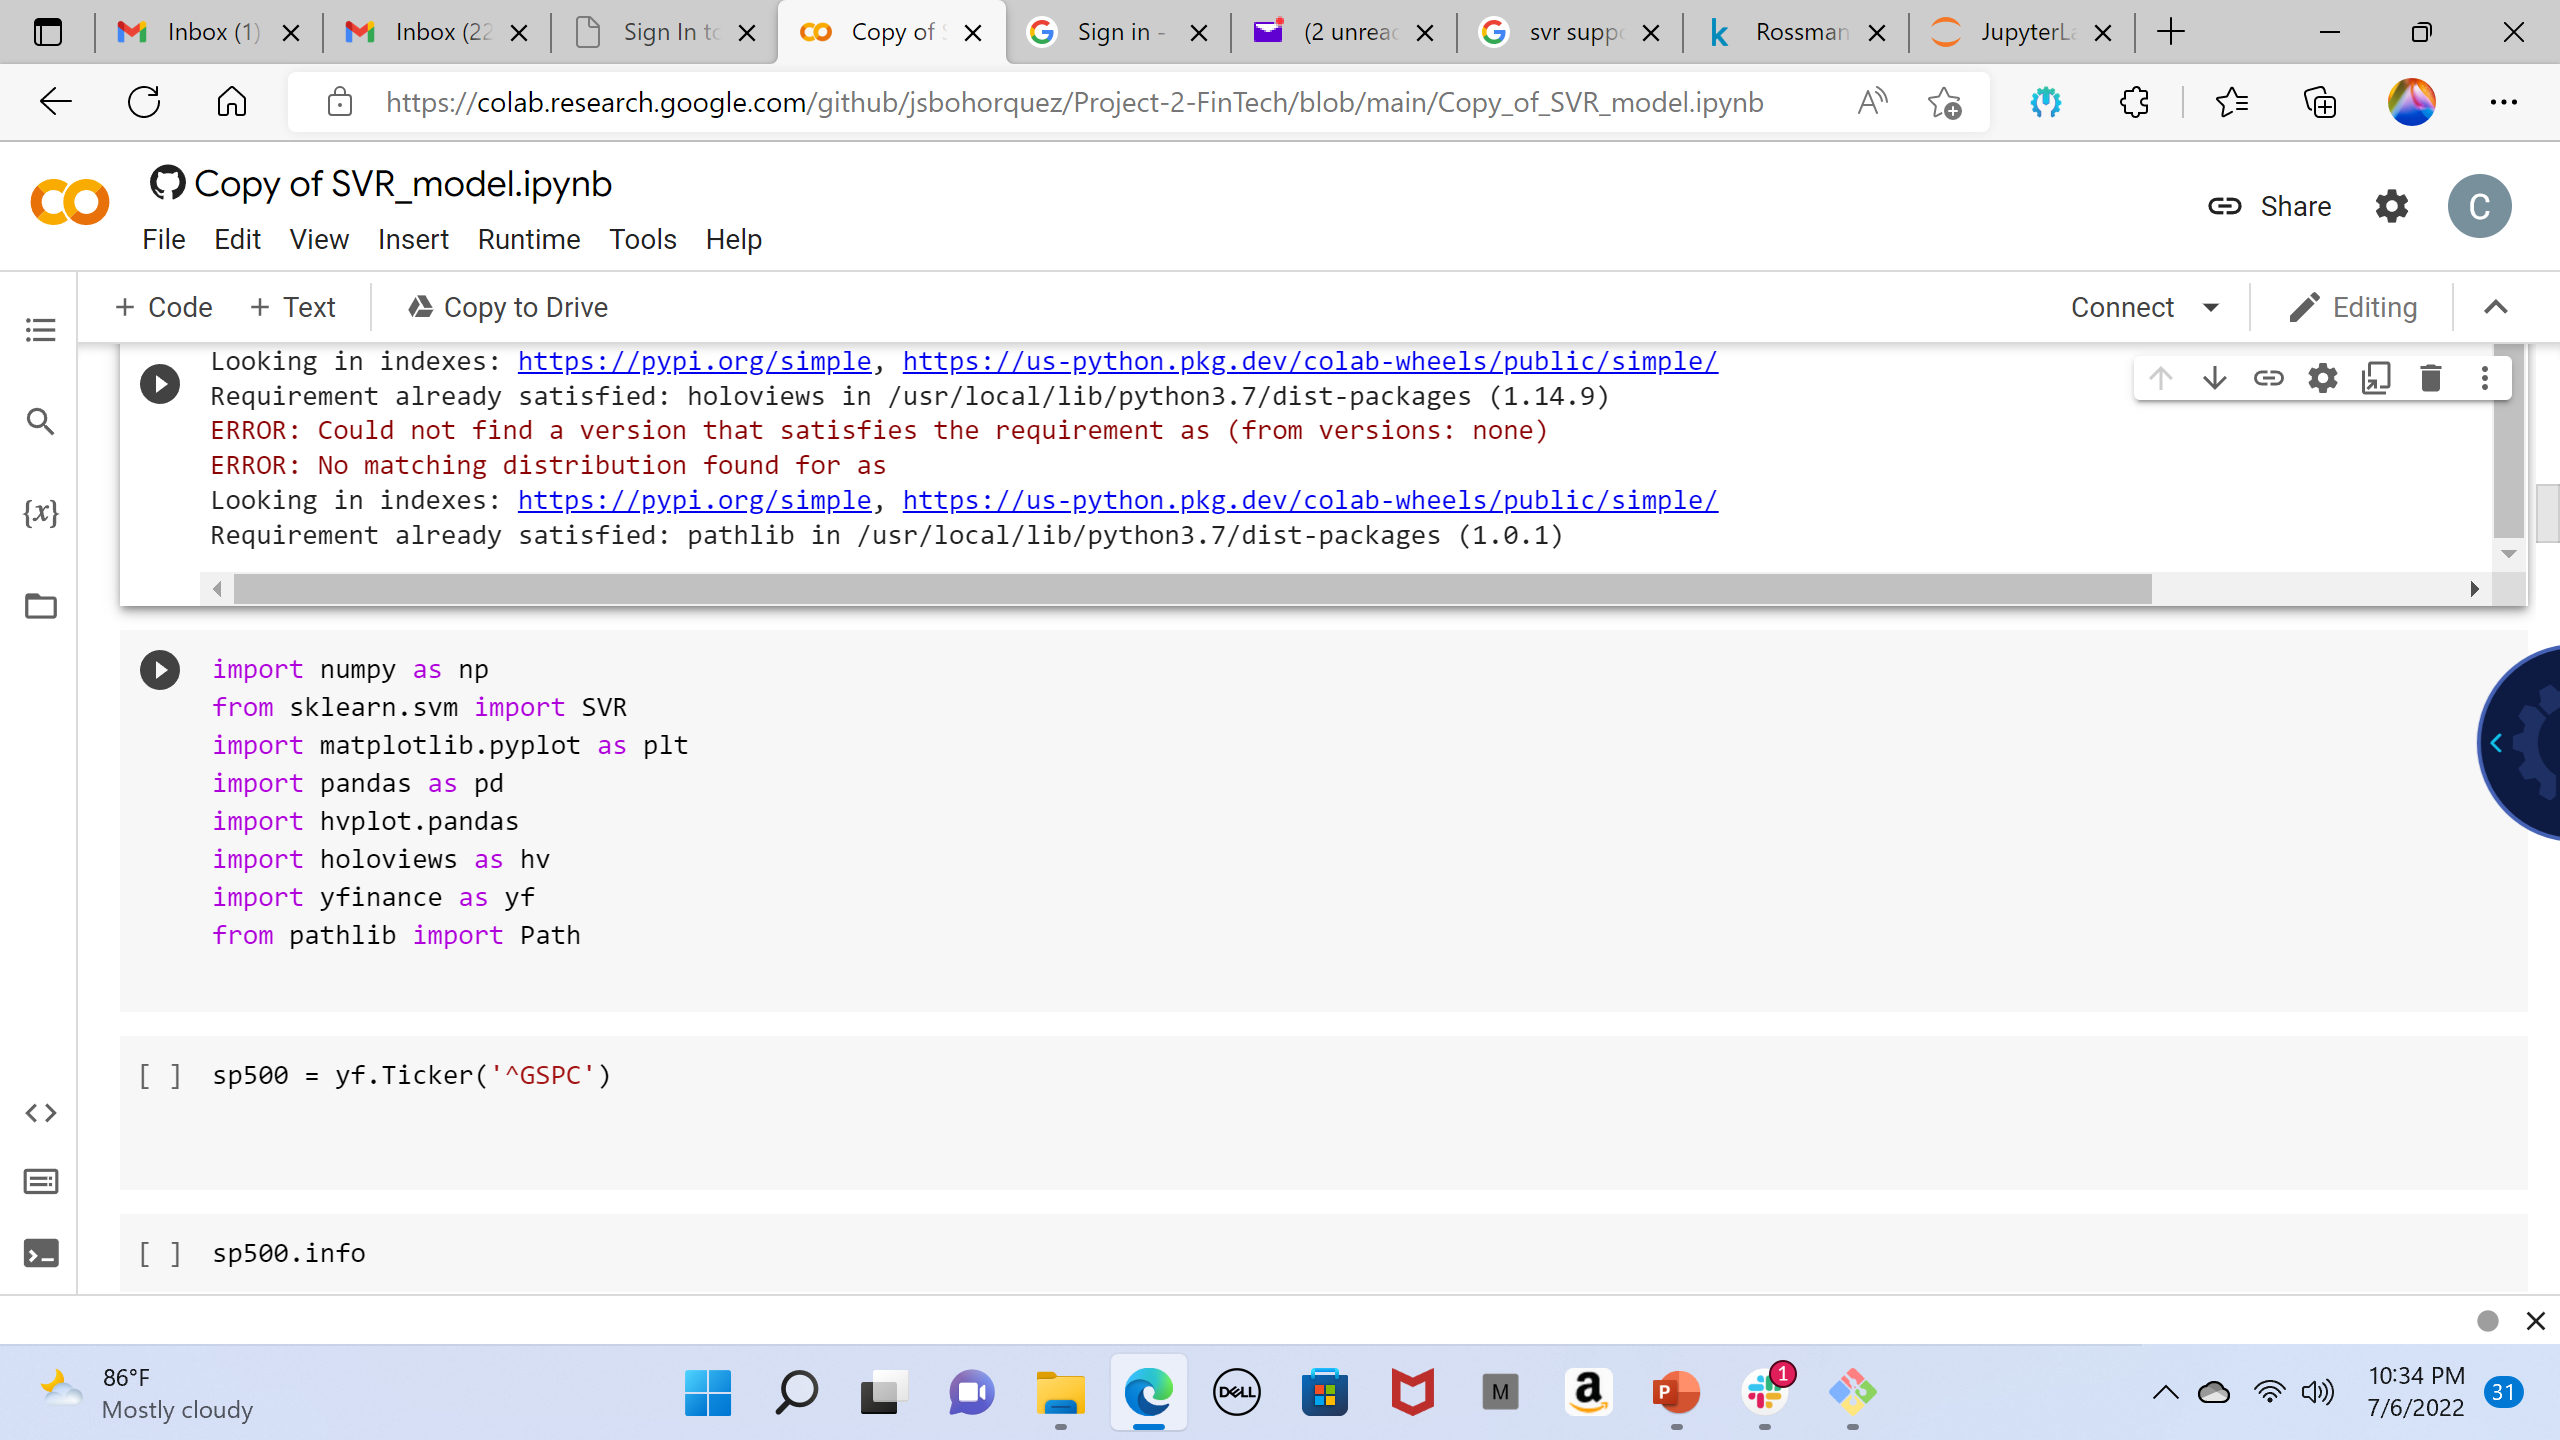 Inbox (1)
Inbox (22
Sign In to
Copy of S
Sign in -
(2 unread
svr suppo
Rossman
JupyterLa
https://colab.research.google.com/github/jsbohorquez/Project-2-FinTech/blob/main/Copy_of_SVR_model.ipynb
Copy of SVR_model.ipynb
File Edit View Insert Runtime Tools Help
Share
C
+ Code + Text Copy to Drive
Connect
Editing
Looking in indexes: https://pypi.org/simple, https://us-python.pkg.dev/colab-wheels/public/simple/
Requirement already satisfied: holoviews in /usr/local/lib/python3.7/dist-packages (1.14.9)
ERROR: Could not find a version that satisfies the requirement as (from versions: none)
ERROR: No matching distribution found for as
Looking in indexes: https://pypi.org/simple, https://us-python.pkg.dev/colab-wheels/public/simple/
Requirement already satisfied: pathlib in /usr/local/lib/python3.7/dist-packages (1.0.1)
{x}
import numpy as np
from sklearn.svm import SVR
import matplotlib.pyplot as plt
import pandas as pd
import hvplot.pandas
import holoviews as hv
import yfinance as yf
from pathlib import Path
[ ] sp500 = yf.Ticker('^GSPC')
[ ] sp500.info
86°F
Mostly cloudy
DELL
M
a
P
1
10:34 PM
7/6/2022
31